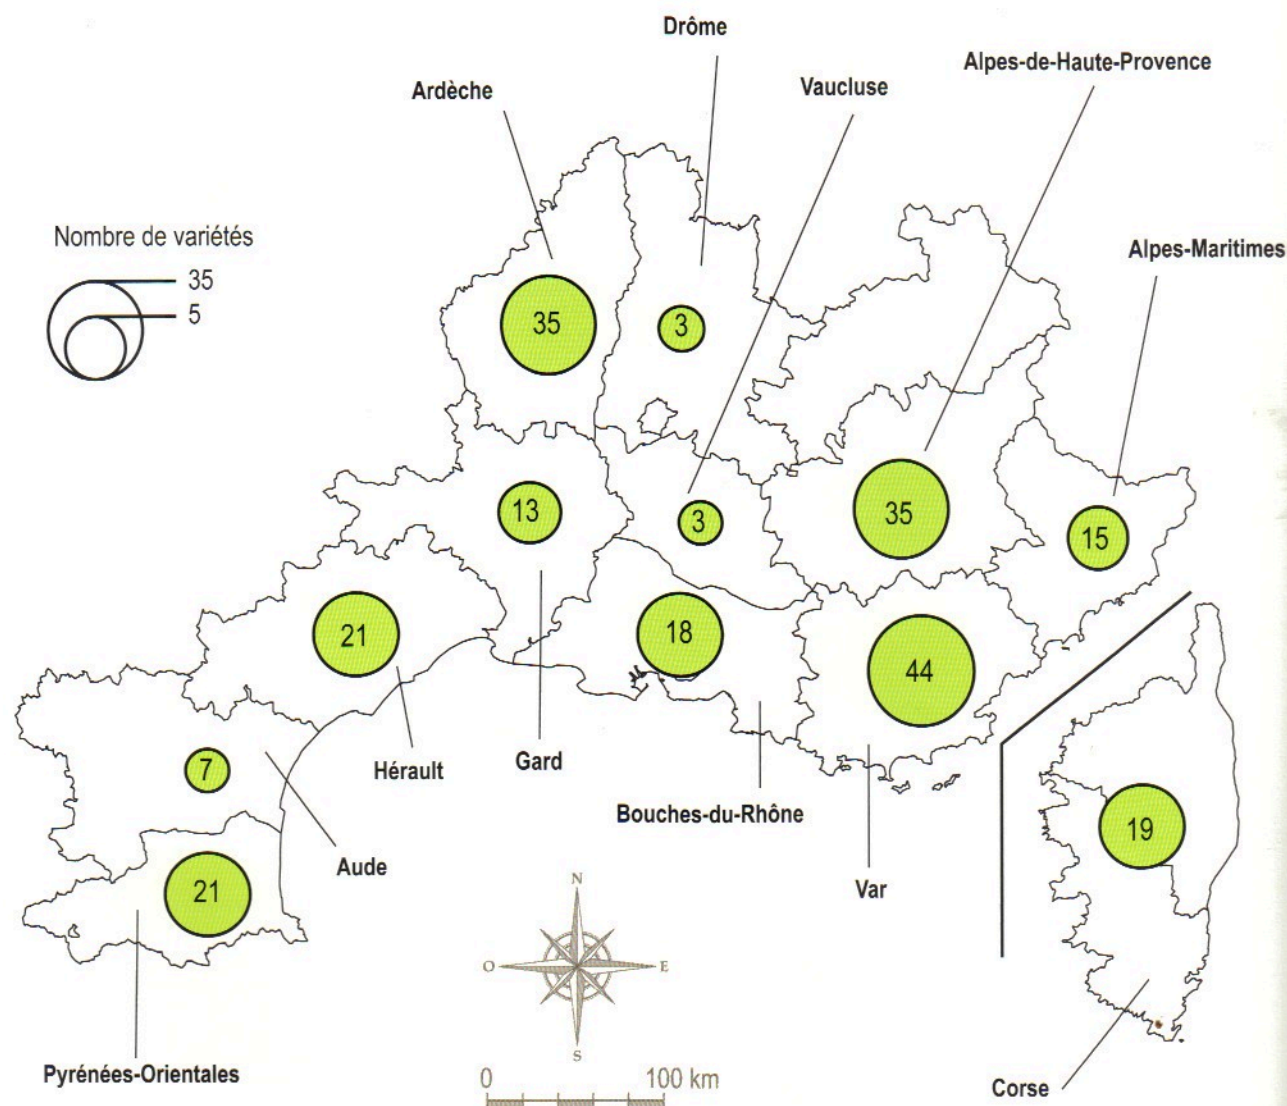 Drôme
Alpes-de-Haute-Provence
Vaucluse
Ardèche
Nombre de variétés
35
5
Alpes-Maritimes
35
3
13
3
35
15
21
18
44
7
Hérault
Gard
Bouches-du-Rhône
19
Aude
Var
21
N
O
E
S
Pyrénées-Orientales
0
100 km
Corse